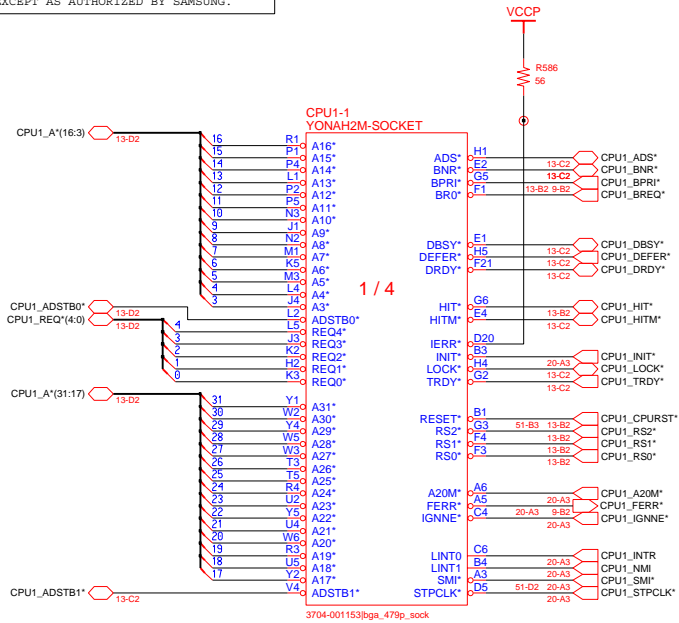 EXCEPT AS AUTHORIZED BY SAMSUNG.
VCCP
R586
56
CPU1-1
YONAH2M-SOCKET
1 / 4
CPU1_A*(16:3)
13-D2
16 R1 A16*
15 P1 A15*
14 P4 A14*
13 L1 A13*
12 P2 A12*
11 P5 A11*
10 N3 A10*
9 J1 A9*
8 N2 A8*
7 M1 A7*
6 K5 A6*
5 M3 A5*
4 L4 A4*
3 J4 A3*
CPU1_ADSTB0*
13-D2
L2 ADSTB0*
CPU1_REQ*(4:0)
13-D2
4 L5 REQ4*
3 J3 REQ3*
2 K2 REQ2*
1 H2 REQ1*
0 K3 REQ0*
CPU1_A*(31:17)
13-D2
31 Y1 A31*
30 W2 A30*
29 Y4 A29*
28 W5 A28*
27 W3 A27*
26 T3 A26*
25 T5 A25*
24 R4 A24*
23 U2 A23*
22 Y5 A22*
21 U4 A21*
20 W6 A20*
19 R3 A19*
18 U5 A18*
17 Y2 A17*
CPU1_ADSTB1*
13-C2
V4 ADSTB1*
ADS* H1 CPU1_ADS*
13-C2
BNR* E2 CPU1_BNR*
13-C2
BPRI* G5 CPU1_BPRI*
13-B2 9-B2
BR0* F1 CPU1_BREQ*
DBSY* E1 CPU1_DBSY*
13-C2
DEFER* H5 CPU1_DEFER*
13-C2
DRDY* F21 CPU1_DRDY*
13-C2
HIT* G6 CPU1_HIT*
13-B2
HITM* E4 CPU1_HITM*
13-C2
IERR* D20
INIT* B3 CPU1_INIT*
20-A3
LOCK* H4 CPU1_LOCK*
13-C2
TRDY* G2 CPU1_TRDY*
13-C2
RESET* B1 CPU1_CPURST*
51-B3 13-B2
RS2* G3 CPU1_RS2*
13-B2
RS1* F4 CPU1_RS1*
13-B2
RS0* F3 CPU1_RS0*
13-B2
A20M* A6 CPU1_A20M*
20-A3
FERR* A5 CPU1_FERR*
20-A3 9-B2
IGNNE* C4 CPU1_IGNNE*
20-A3
LINT0 C6 CPU1_INTR
20-A3
LINT1 B4 CPU1_NMI
20-A3
SMI* A3 CPU1_SMI*
51-D2 20-A3
STPCLK* D5 CPU1_STPCLK*
20-A3
3704-001153|bga_479p_sock